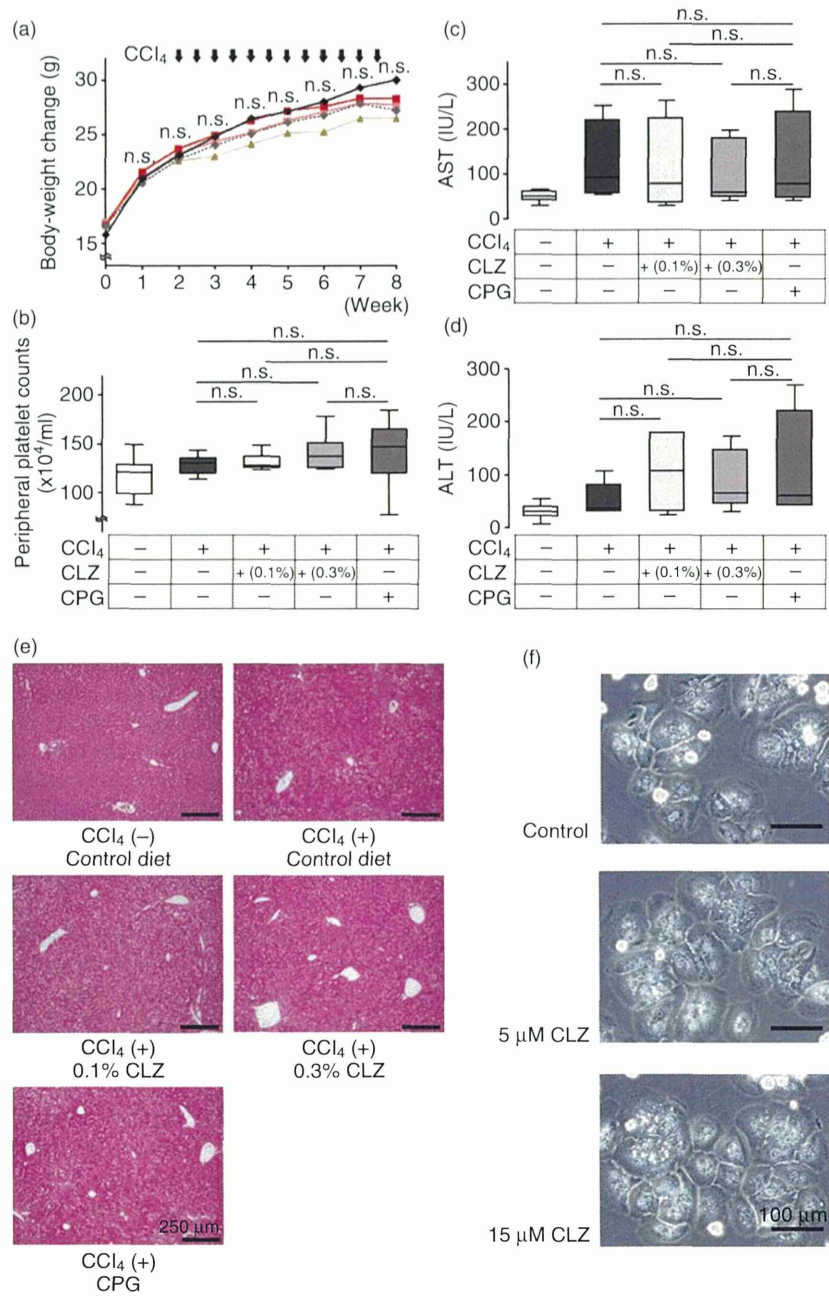 (a)
CCl4
Body-weight change (g)
30
25
20
15
n.s.
n.s.
n.s.
n.s.
n.s.
n.s.
n.s.
n.s.
0 1 2 3 4 5 6 7 8
(Week)
(b)
Peripheral platelet counts
(x10⁴/ml)
200
150
100
n.s.
n.s.
n.s.
n.s.
n.s.
CCl4 – + + + +
CLZ – – + (0.1%) + (0.3%) –
CPG – – – – +
(c)
AST (IU/L)
300
200
100
0
n.s.
n.s.
n.s.
n.s.
n.s.
CCl4 – + + + +
CLZ – – + (0.1%) + (0.3%) –
CPG – – – – +
(d)
ALT (IU/L)
300
200
100
0
n.s.
n.s.
n.s.
n.s.
n.s.
CCl4 – + + + +
CLZ – – + (0.1%) + (0.3%) –
CPG – – – – +
(e)
CCl4 (–)
Control diet
CCl4 (+)
Control diet
CCl4 (+)
0.1% CLZ
CCl4 (+)
0.3% CLZ
250 µm
CCl4 (+)
CPG
(f)
Control
5 µM CLZ
15 µM CLZ
100 µm